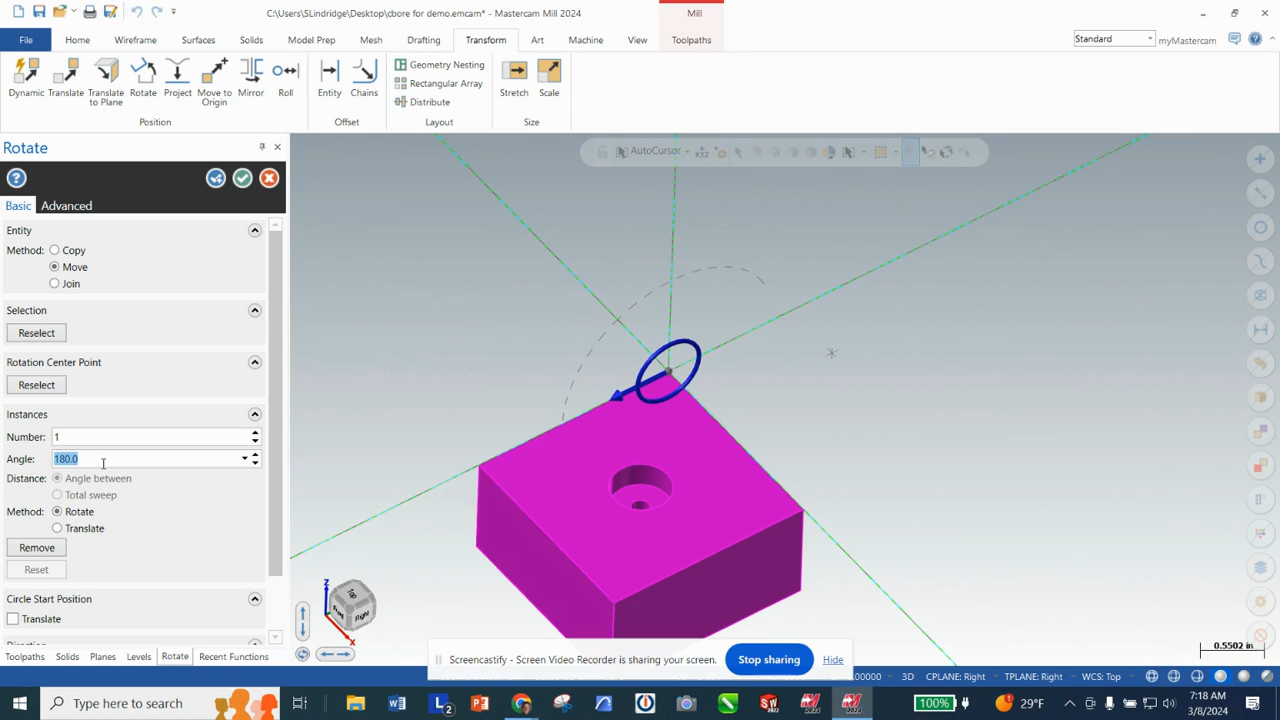 C:\Users\SLindridge\Desktop\cbore for demo.emcam* - Mastercam Mill 2024
Mill
File
Home
Wireframe
Surfaces
Solids
Model Prep
Mesh
Drafting
Transform
Art
Machine
View
Toolpaths
Standard
myMastercam
Dynamic
Translate
Translate
to Plane
Rotate
Project
Move to
Origin
Mirror
Roll
Entity
Chains
Geometry Nesting
Rectangular Array
Distribute
Stretch
Scale
Position
Offset
Layout
Size
Rotate
AutoCursor
Basic
Advanced
Entity
Method:
Copy
Move
Join
Selection
Reselect
Rotation Center Point
Reselect
Instances
Number: 1
Angle: 180.0
Distance:
Angle between
Total sweep
Method:
Rotate
Translate
Remove
Reset
Circle Start Position
Translate
Z
Top
Right
X
Toolpaths
Solids
Planes
Levels
Rotate
Recent Functions
Screencastify - Screen Video Recorder is sharing your screen.
Stop sharing
Hide
0.5502 in
3D
CPLANE: Right
TPLANE: Right
WCS: Top
Type here to search
100%
29°F
7:18 AM
3/8/2024